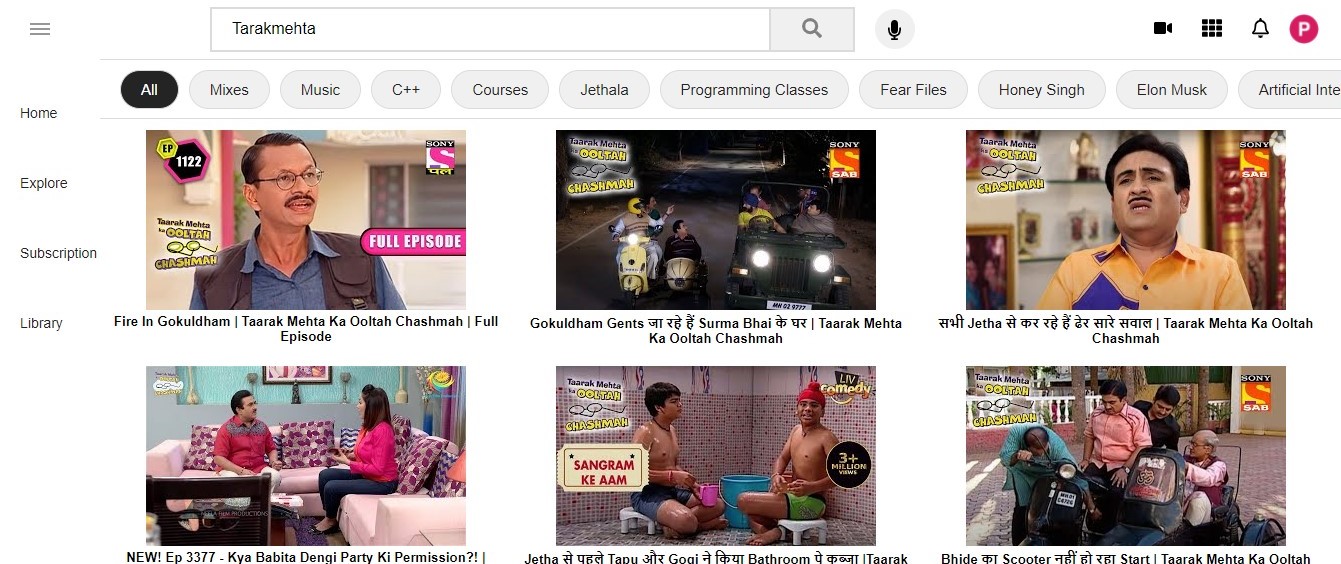 Tarakmehta
P
All Mixes Music C++ Courses Jethala Programming Classes Fear Files Honey Singh Elon Musk Artificial Inte
Home
Explore
Subscription
Library
EP 1122
SONY पल
Taarak Mehta
ka OOLTAH
CHASHMAH
FULL EPISODE
Fire In Gokuldham | Taarak Mehta Ka Ooltah Chashmah | Full
Episode
Taarak Mehta
ka OOLTAH
CHASHMAH
SONY
SAB
MH 02 9777
Gokuldham Gents जा रहे हैं Surma Bhai के घर | Taarak Mehta
Ka Ooltah Chashmah
Taarak Mehta
ka OOLTAH
CHASHMAH
SONY
SAB
सभी Jetha से कर रहे हैं ढेर सारे सवाल | Taarak Mehta Ka Ooltah
Chashmah
NEW! Ep 3377 - Kya Babita Dengi Party Ki Permission?! |
Taarak Mehta
ka OOLTAH
CHASHMAH
LIV
Comedy
SANGRAM
KE AAM
3+
MILLION
VIEWS
Jetha से पहले Tapu और Gogi ने किया Bathroom पे कब्जा |Taarak
Taarak Mehta
ka OOLTAH
CHASHMAH
SONY
SAB
Bhide का Scooter नहीं हो रहा Start | Taarak Mehta Ka Ooltah